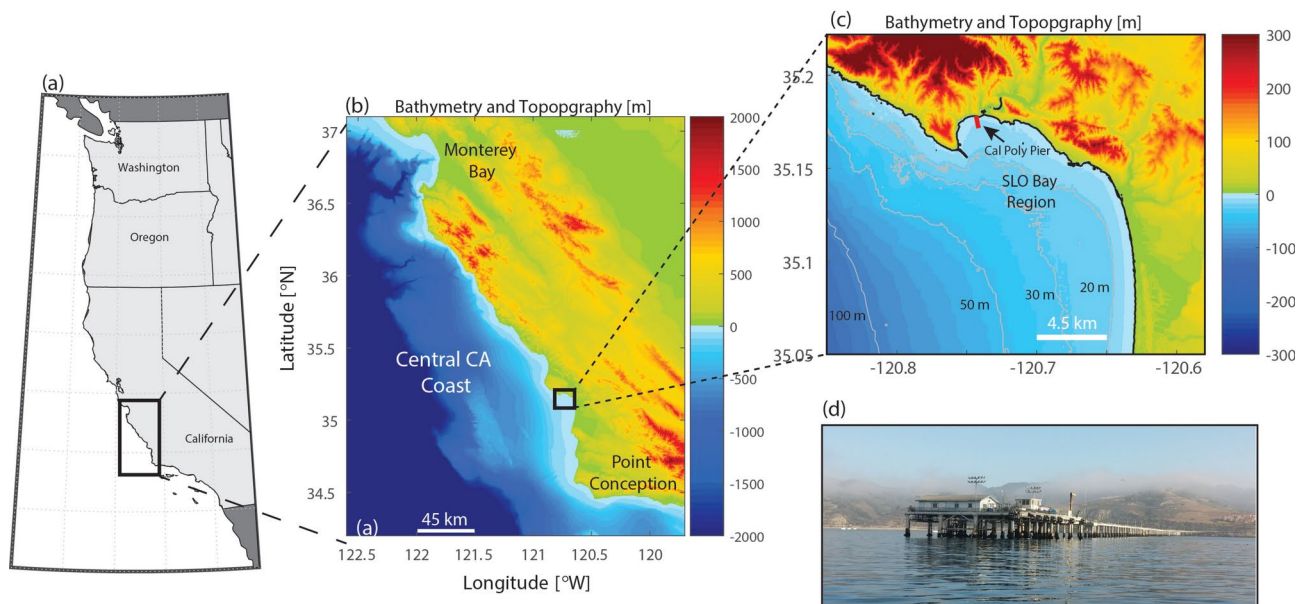 (a)
Washington
Oregon
California
(b)
Bathymetry and Topography [m]
37
36.5
36
35.5
35
34.5
Latitude [°N]
Monterey
Bay
Central CA
Coast
Point
Conception
(a)
45 km
122.5
122
121.5
121
120.5
120
Longitude [°W]
2000
1500
1000
500
0
-500
-1000
-1500
-2000
(c)
Bathymetry and Topography [m]
35.2
35.15
35.1
35.05
Cal Poly Pier
SLO Bay
Region
100 m
50 m
30 m
20 m
4.5 km
-120.8
-120.7
-120.6
300
200
100
0
-100
-200
-300
(d)